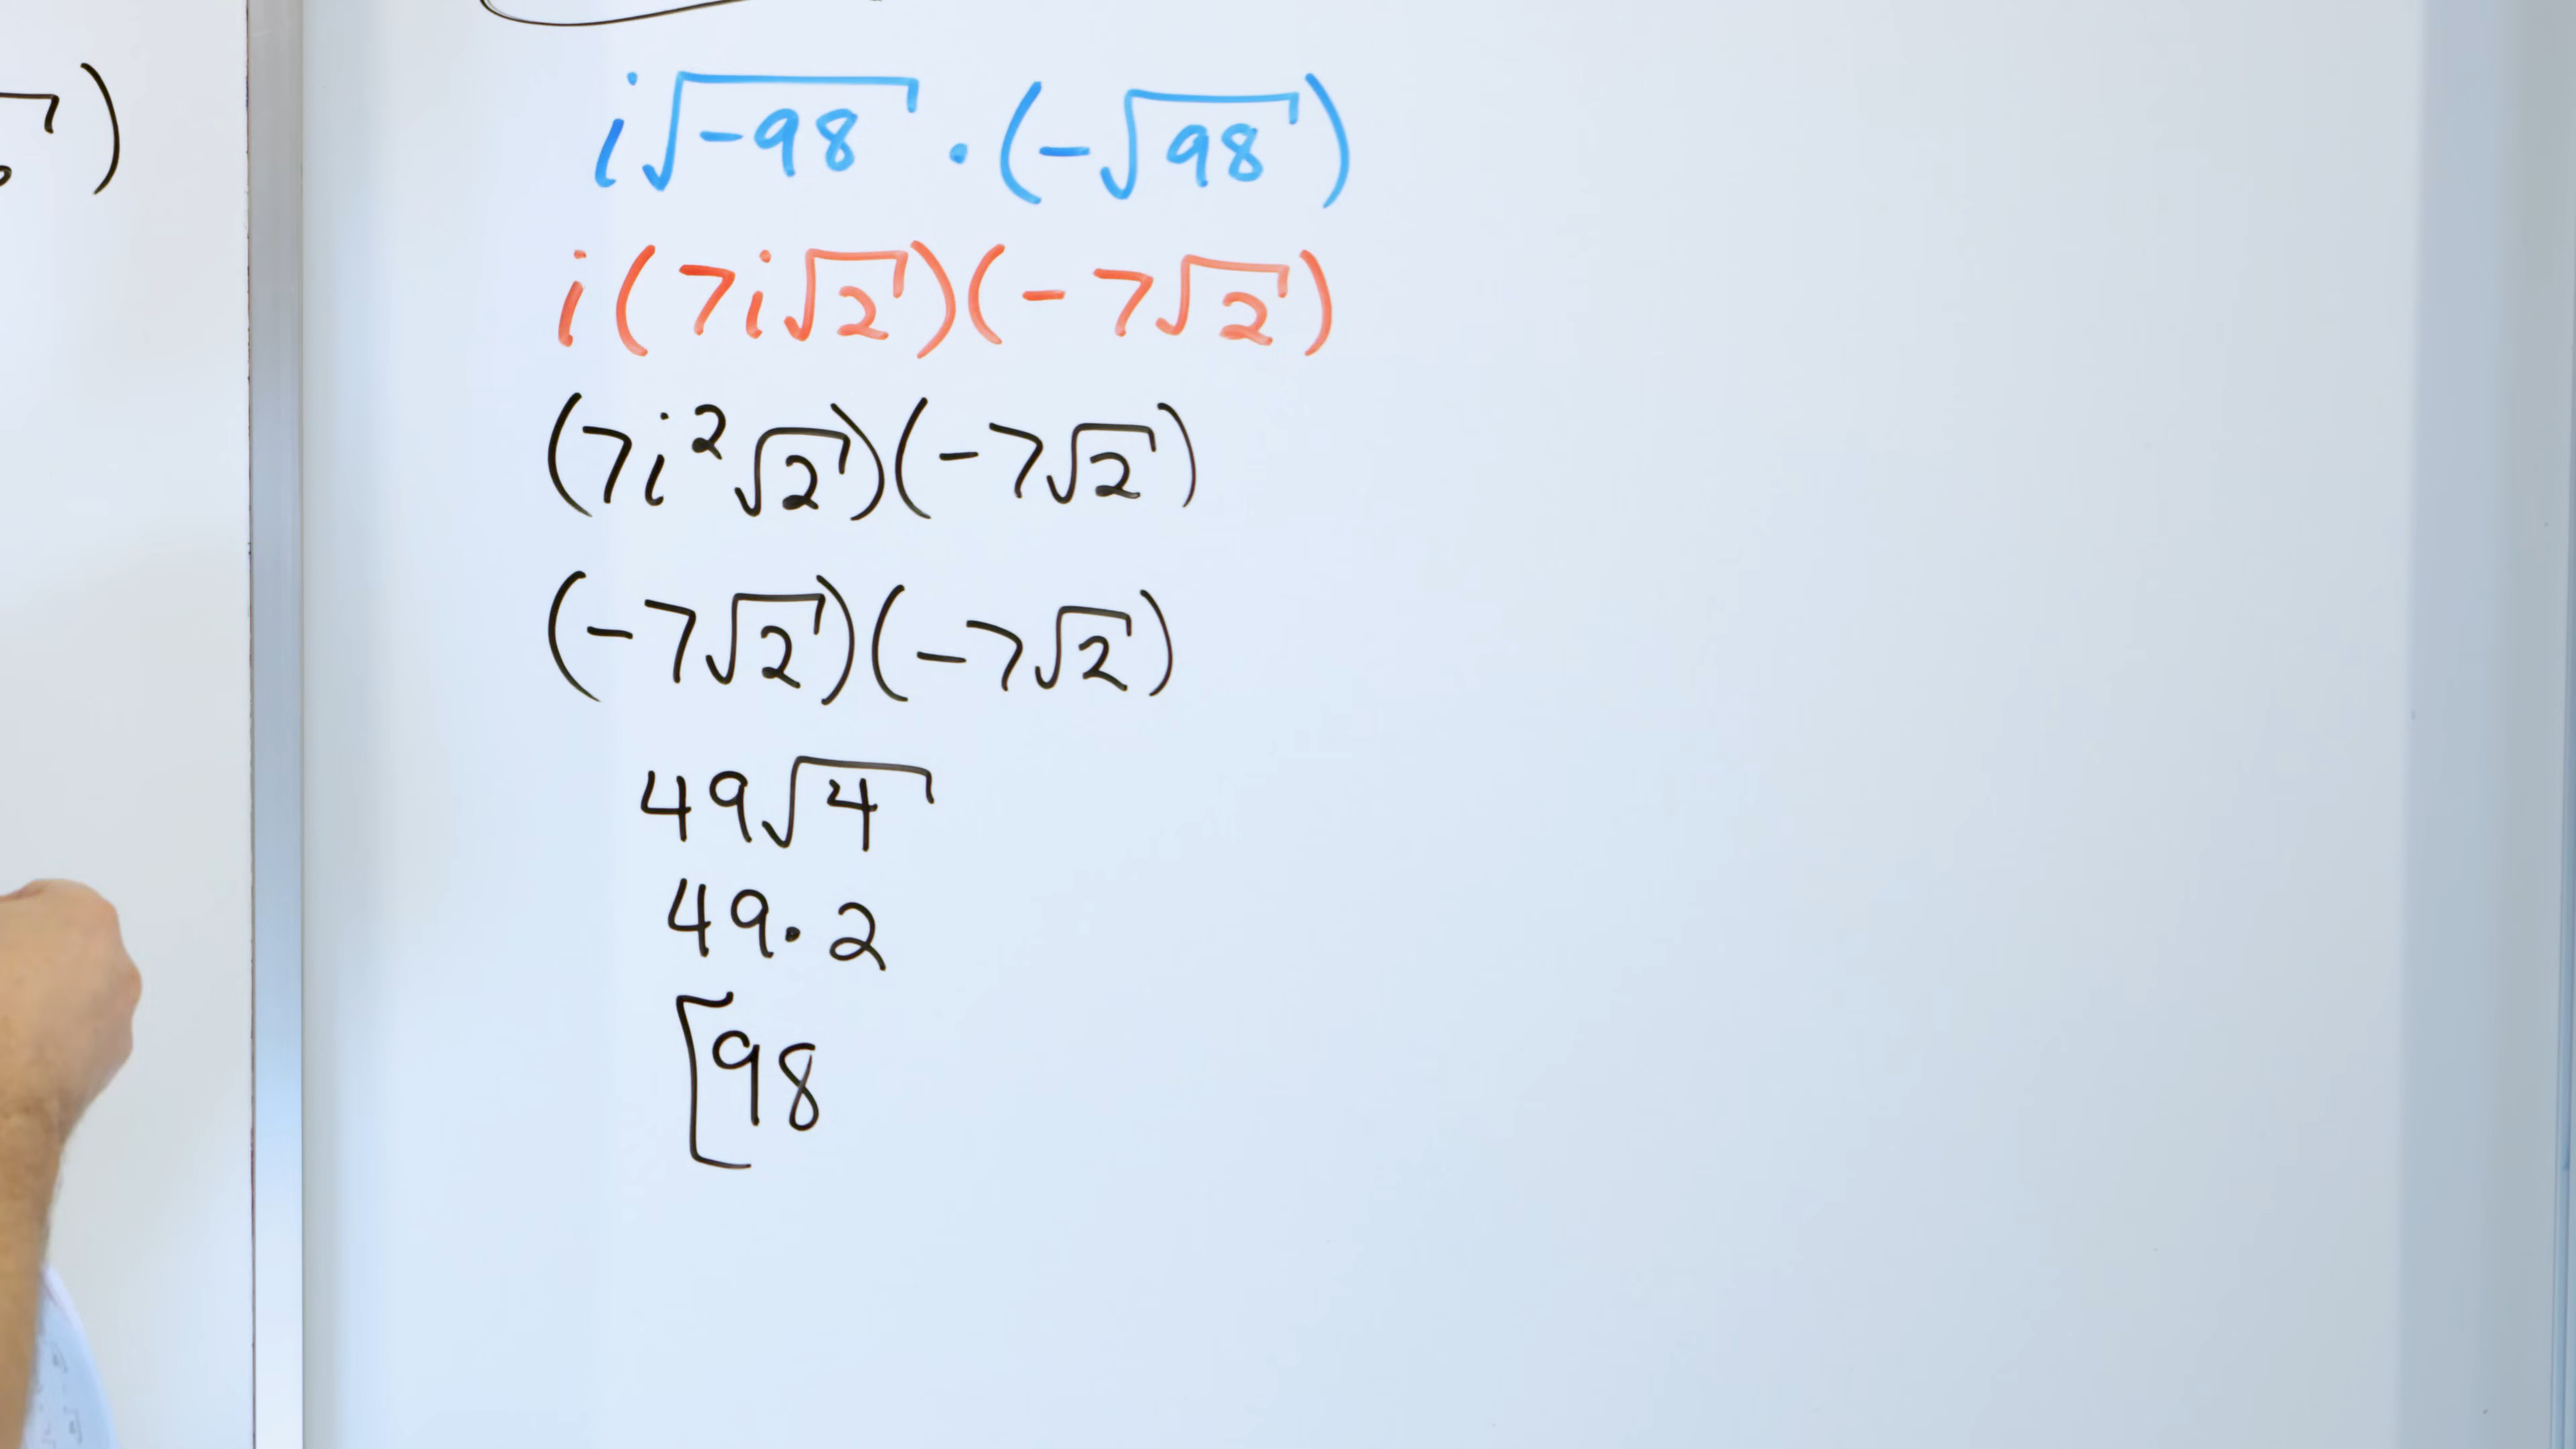 i√-98 · (-√98)
i(7i√2)(-7√2)
(7i²√2)(-7√2)
(-7√2)(-7√2)
49√4
49·2
[98